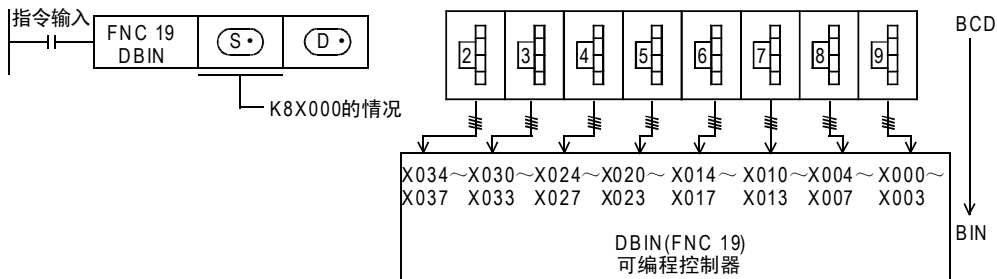 指令输入
FNC 19
DBIN
S•
D•
K8X000的情况
2 3 4 5 6 7 8 9
BCD
X034～X030～X024～X020～X014～X010～X004～X000～
X037 X033 X027 X023 X017 X013 X007 X003
BIN
DBIN(FNC 19)
可编程控制器